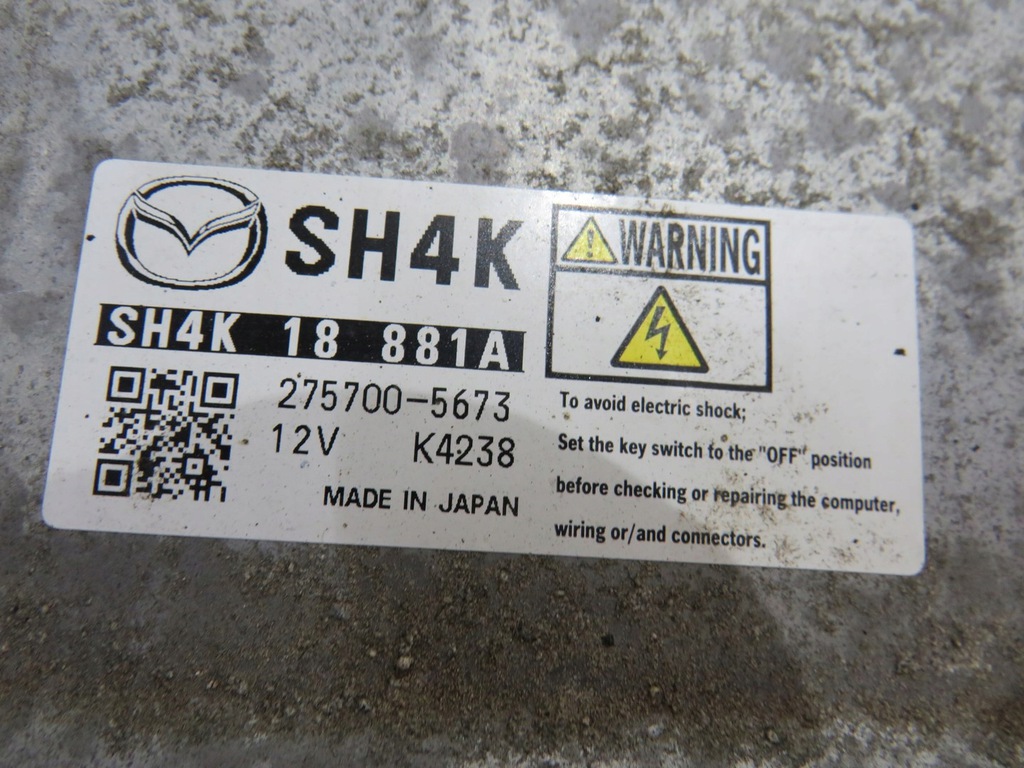 SH4K
SH4K 18 881A
275700-5673
12V K4238
MADE IN JAPAN
WARNING
To avoid electric shock;
Set the key switch to the "OFF" position
before checking or repairing the computer,
wiring or/and connectors.